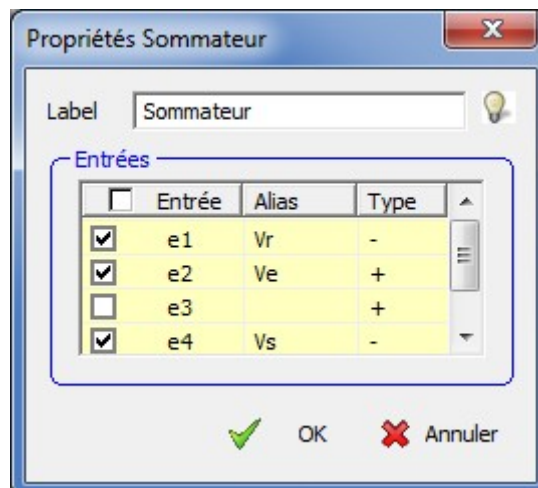 Propriétés Sommateur
Label Sommateur
Entrées
Entrée Alias Type
e1 Vr -
e2 Ve +
e3 +
e4 Vs -
OK Annuler